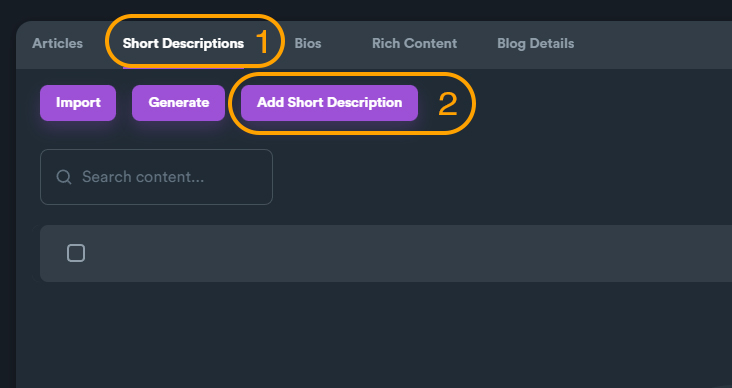 Articles Short Descriptions 1 Bios Rich Content Blog Details
Import Generate Add Short Description 2
Search content...